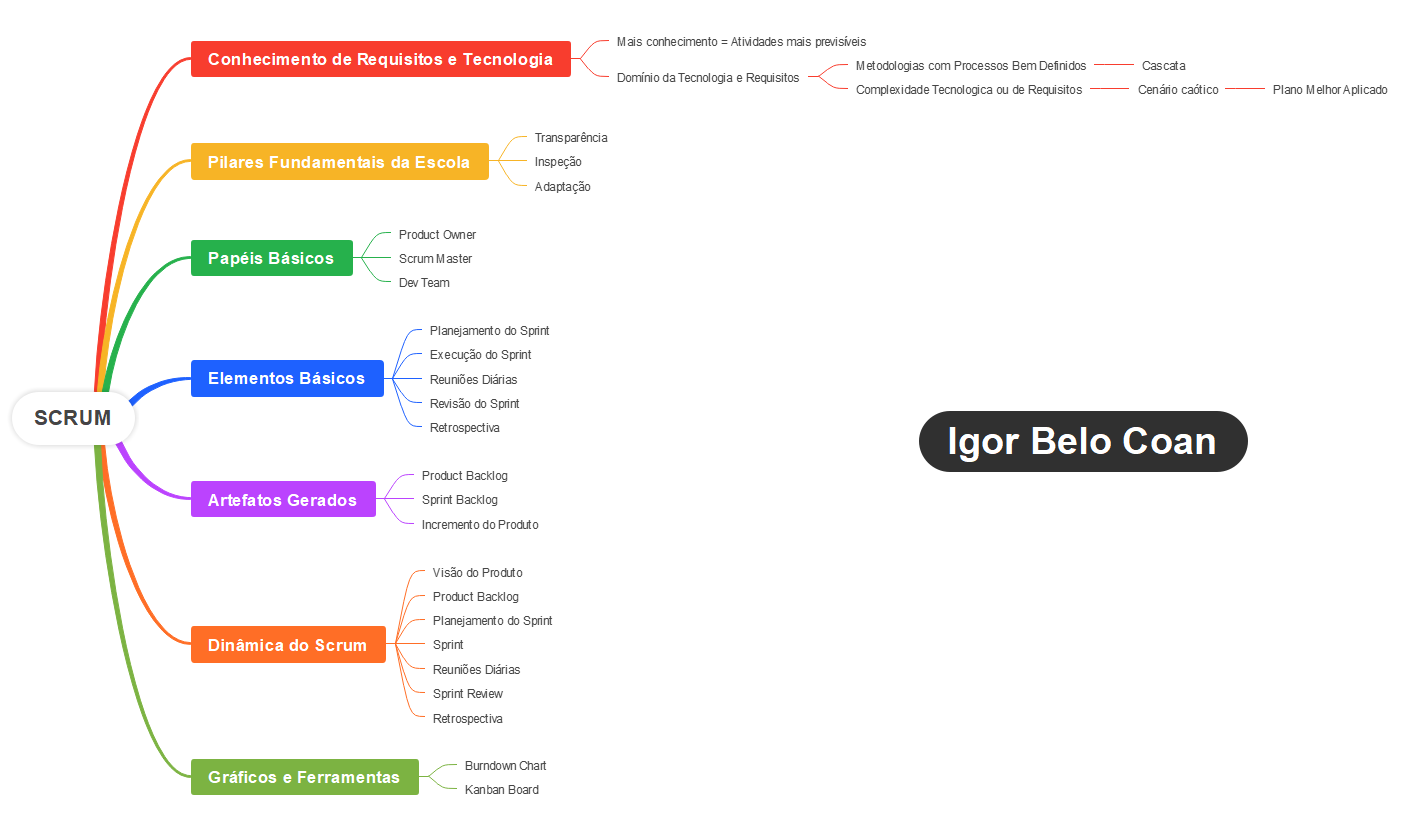 SCRUM
Conhecimento de Requisitos e Tecnologia
Mais conhecimento = Atividades mais previsíveis
Domínio da Tecnologia e Requisitos
Metodologias com Processos Bem Definidos
Cascata
Complexidade Tecnologica ou de Requisitos
Cenário caótico
Plano Melhor Aplicado
Pilares Fundamentais da Escola
Transparência
Inspeção
Adaptação
Papéis Básicos
Product Owner
Scrum Master
Dev Team
Elementos Básicos
Planejamento do Sprint
Execução do Sprint
Reuniões Diárias
Revisão do Sprint
Retrospectiva
Artefatos Gerados
Product Backlog
Sprint Backlog
Incremento do Produto
Dinâmica do Scrum
Visão do Produto
Product Backlog
Planejamento do Sprint
Sprint
Reuniões Diárias
Sprint Review
Retrospectiva
Gráficos e Ferramentas
Burndown Chart
Kanban Board
Igor Belo Coan